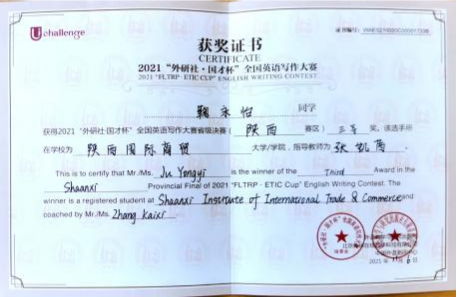 Uchallenge
获奖证书
CERTIFICATE
2021“外研社·国才杯”全国英语写作大赛
2021 "FLTRP · ETIC CUP" ENGLISH WRITING CONTEST
鞠永怡 同学
获得2021“外研社·国才杯”全国英语写作大赛省级决赛（陕西 赛区）三等 奖。该选手所
在学校为 陕西国际商贸 大学/学院，指导教师为 张凯茜
This is to certify that Mr./Ms. Ju Yongyi is the winner of the Third Award in the
Shaanxi Provincial Final of 2021 "FLTRP · ETIC Cup" English Writing Contest. The
winner is a registered student at Shaanxi Institute of International Trade & Commerce and
coached by Mr./Ms. Zhang kaixi.